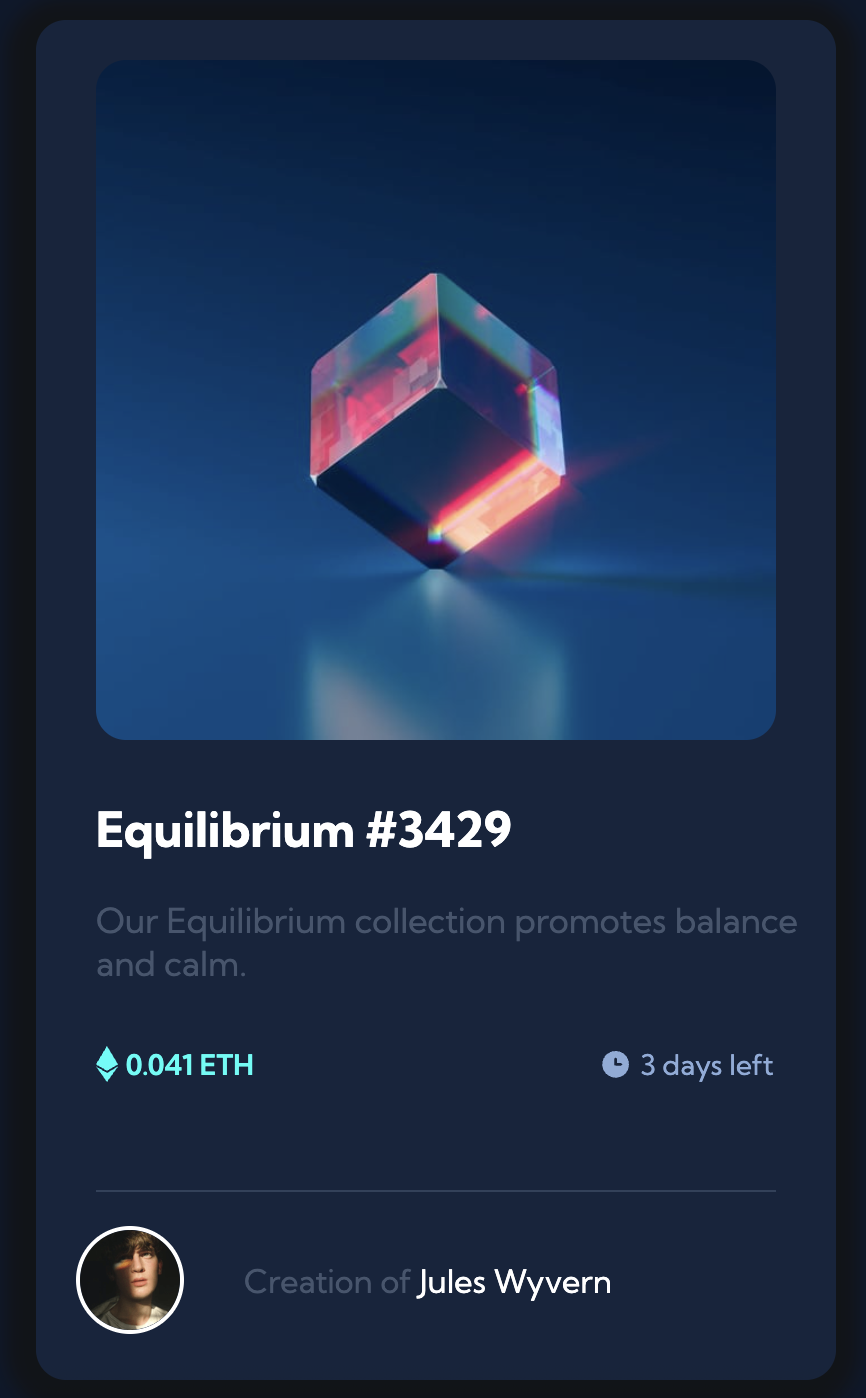 Equilibrium #3429
Our Equilibrium collection promotes balance
and calm.
0.041 ETH
3 days left
Creation of Jules Wyvern